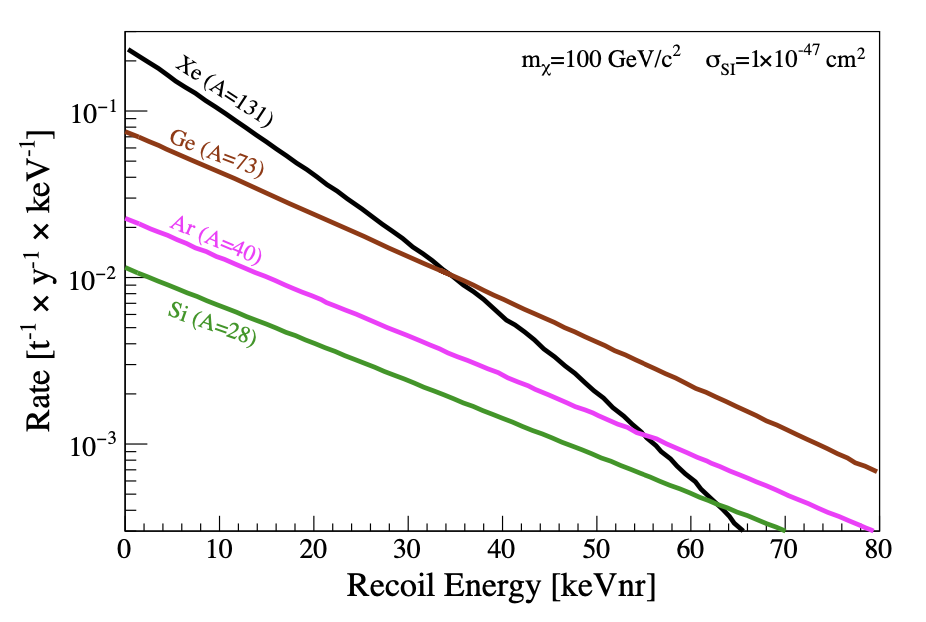 m_χ=100 GeV/c² σ_SI=1×10⁻⁴⁷ cm²
Xe (A=131)
Ge (A=73)
Ar (A=40)
Si (A=28)
Rate [t⁻¹ × y⁻¹ × keV⁻¹]
10⁻¹
10⁻²
10⁻³
0 10 20 30 40 50 60 70 80
Recoil Energy [keVnr]